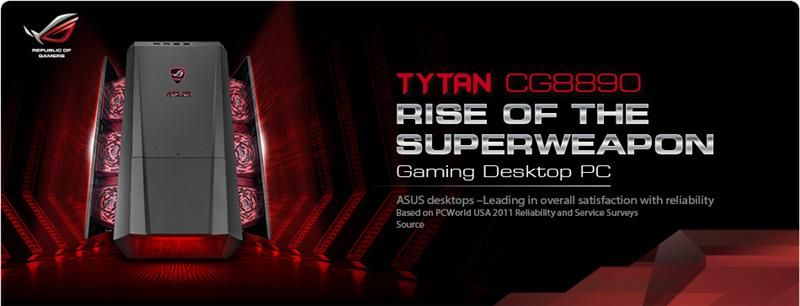 REPUBLIC OF
GAMERS
ASUS
TYTAN CG8890
RISE OF THE
SUPERWEAPON
Gaming Desktop PC
ASUS desktops –Leading in overall satisfaction with reliability
Based on PCWorld USA 2011 Reliability and Service Surveys
Source